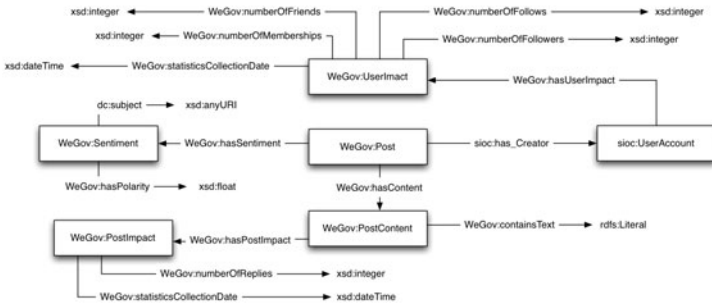 xsd:integer WeGov:numberOfFriends WeGov:numberOfFollows xsd:integer
xsd:integer WeGov:numberOfMemberships WeGov:numberOfFollowers xsd:integer
xsd:dateTime WeGov:statisticsCollectionDate
WeGov:UserImact
WeGov:hasUserImpact
dc:subject xsd:anyURI
WeGov:Sentiment WeGov:hasSentiment WeGov:Post sioc:has_Creator sioc:UserAccount
WeGov:hasPolarity xsd:float WeGov:hasContent
WeGov:PostContent WeGov:containsText rdfs:Literal
WeGov:PostImpact WeGov:hasPostImpact
WeGov:numberOfReplies xsd:integer
WeGov:statisticsCollectionDate xsd:dateTime